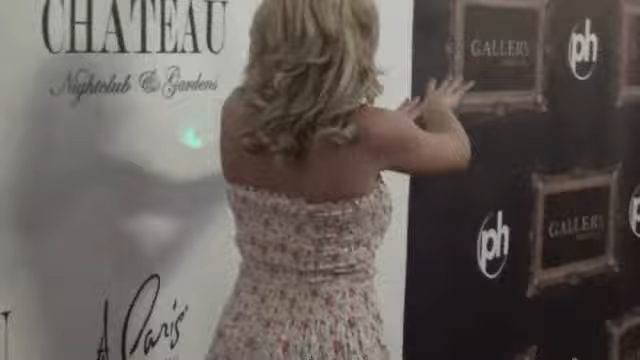 CHATEAU
Nightclub & Gardens
Paris
GALLERY
ph
ph
GALLERY